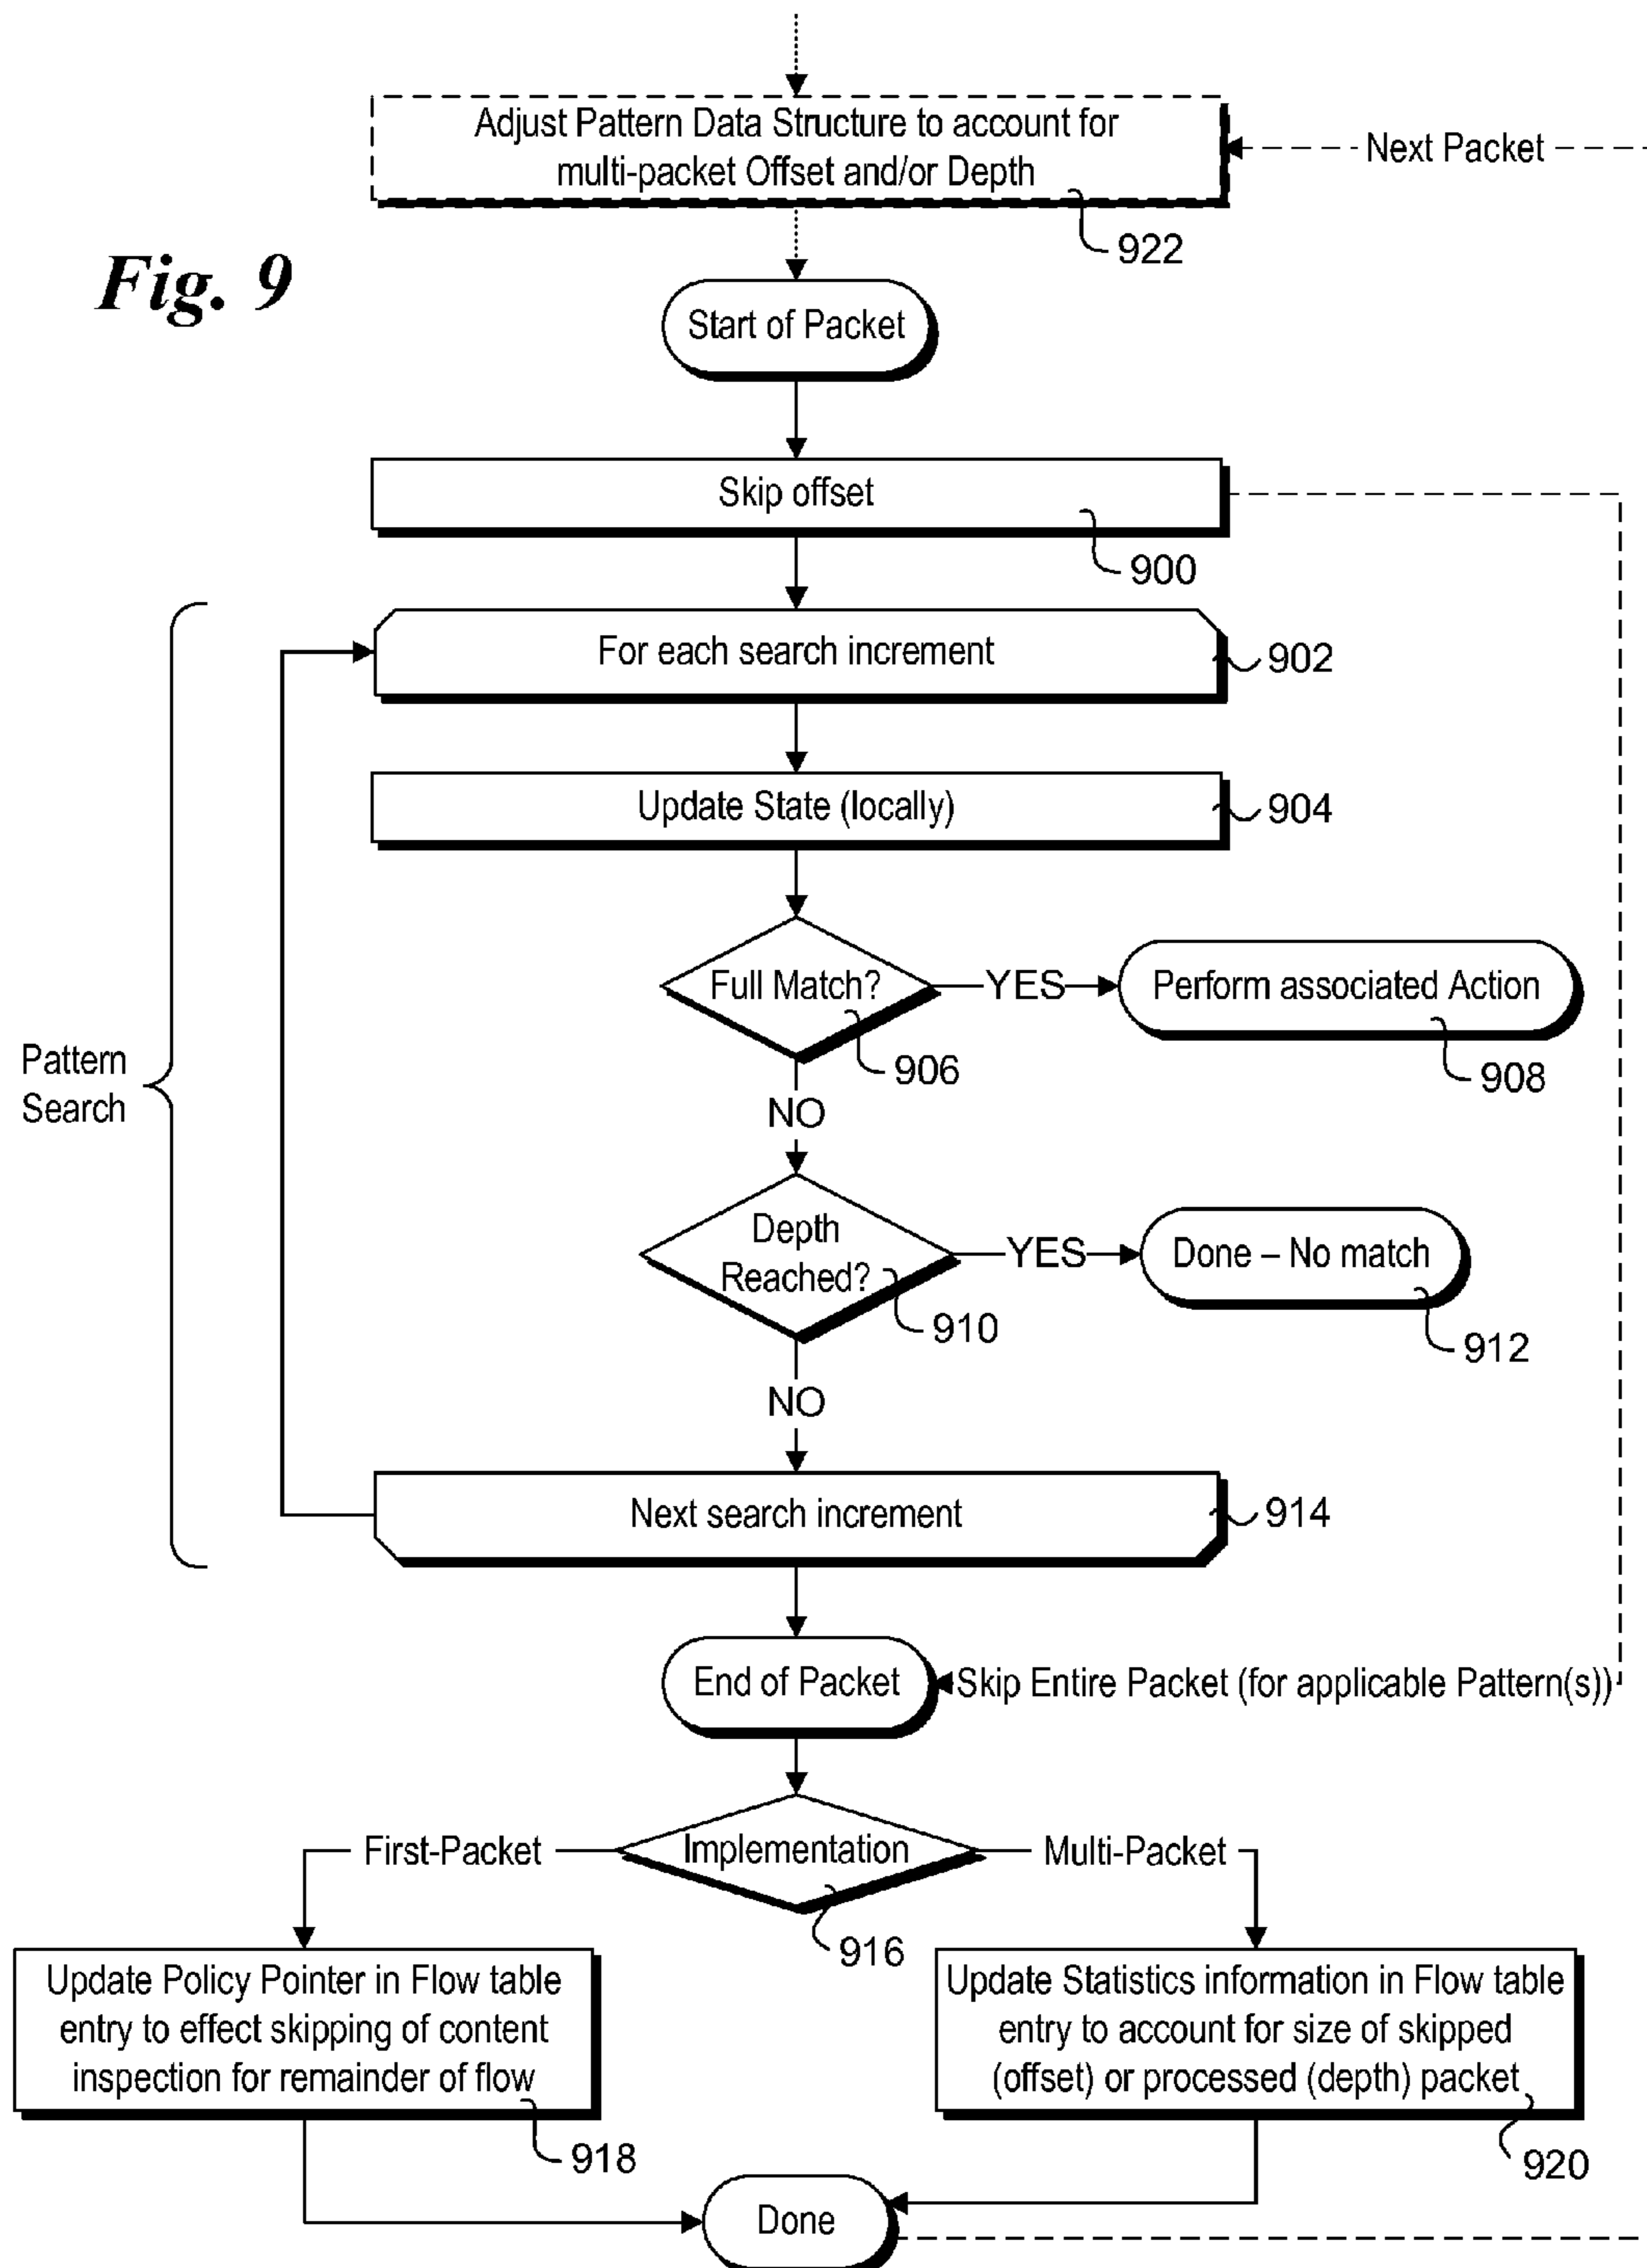 Adjust Pattern Data Structure to account for
multi-packet Offset and/or Depth
Next Packet
922
Fig. 9
Start of Packet
Skip offset
900
For each search increment
902
Update State (locally)
904
Full Match?
YES
Perform associated Action
906
908
Pattern
Search
NO
Depth
Reached?
YES
Done – No match
910
912
NO
Next search increment
914
End of Packet
Skip Entire Packet (for applicable Pattern(s))
First-Packet
Implementation
Multi-Packet
916
Update Policy Pointer in Flow table
entry to effect skipping of content
inspection for remainder of flow
918
Update Statistics information in Flow table
entry to account for size of skipped
(offset) or processed (depth) packet
920
Done